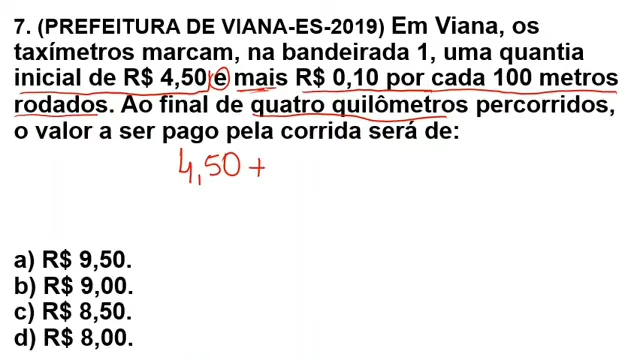 7. (PREFEITURA DE VIANA-ES-2019) Em Viana, os
taxímetros marcam, na bandeirada 1, uma quantia
inicial de R$ 4,50 e mais R$ 0,10 por cada 100 metros
rodados. Ao final de quatro quilômetros percorridos,
o valor a ser pago pela corrida será de:
4,50 +
a) R$ 9,50.
b) R$ 9,00.
c) R$ 8,50.
d) R$ 8,00.